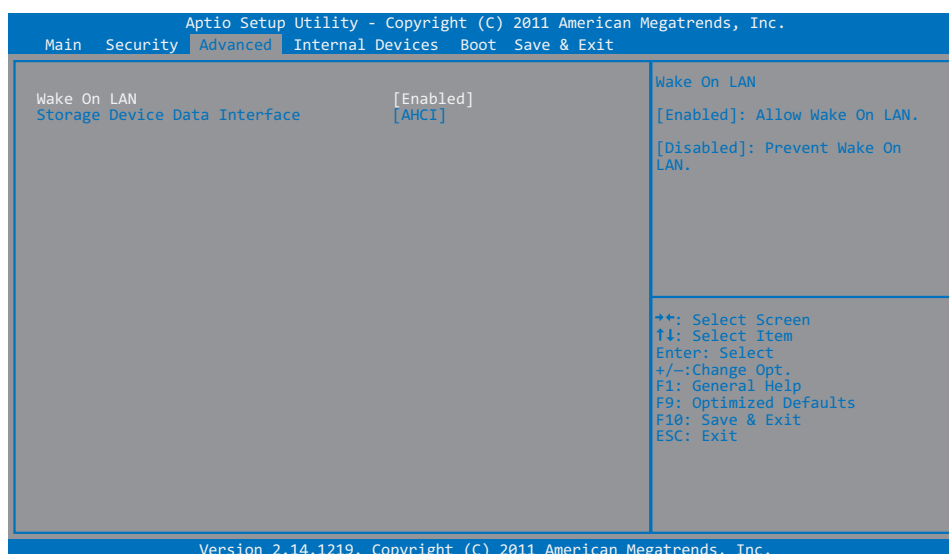 Aptio Setup Utility - Copyright (C) 2011 American Megatrends, Inc.
Main Security Advanced Internal Devices Boot Save & Exit
Wake On LAN [Enabled]
Storage Device Data Interface [AHCI]
Wake On LAN
[Enabled]: Allow Wake On LAN.
[Disabled]: Prevent Wake On
LAN.
→←: Select Screen
↑↓: Select Item
Enter: Select
+/–:Change Opt.
F1: General Help
F9: Optimized Defaults
F10: Save & Exit
ESC: Exit
Version 2.14.1219. Copyright (C) 2011 American Megatrends, Inc.